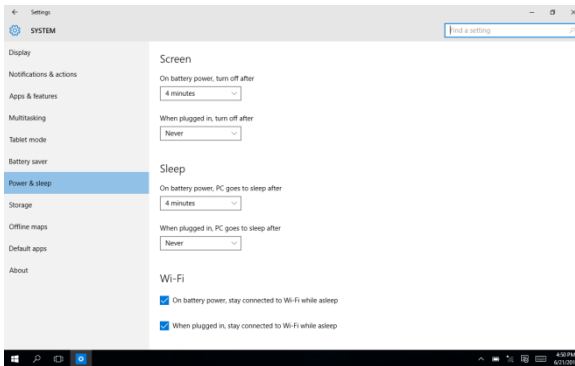 Settings
SYSTEM
Find a setting
Display
Notifications & actions
Apps & features
Multitasking
Tablet mode
Battery saver
Power & sleep
Storage
Offline maps
Default apps
About
Screen
On battery power, turn off after
4 minutes
When plugged in, turn off after
Never
Sleep
On battery power, PC goes to sleep after
4 minutes
When plugged in, PC goes to sleep after
Never
Wi-Fi
On battery power, stay connected to Wi-Fi while asleep
When plugged in, stay connected to Wi-Fi while asleep
4:50 PM